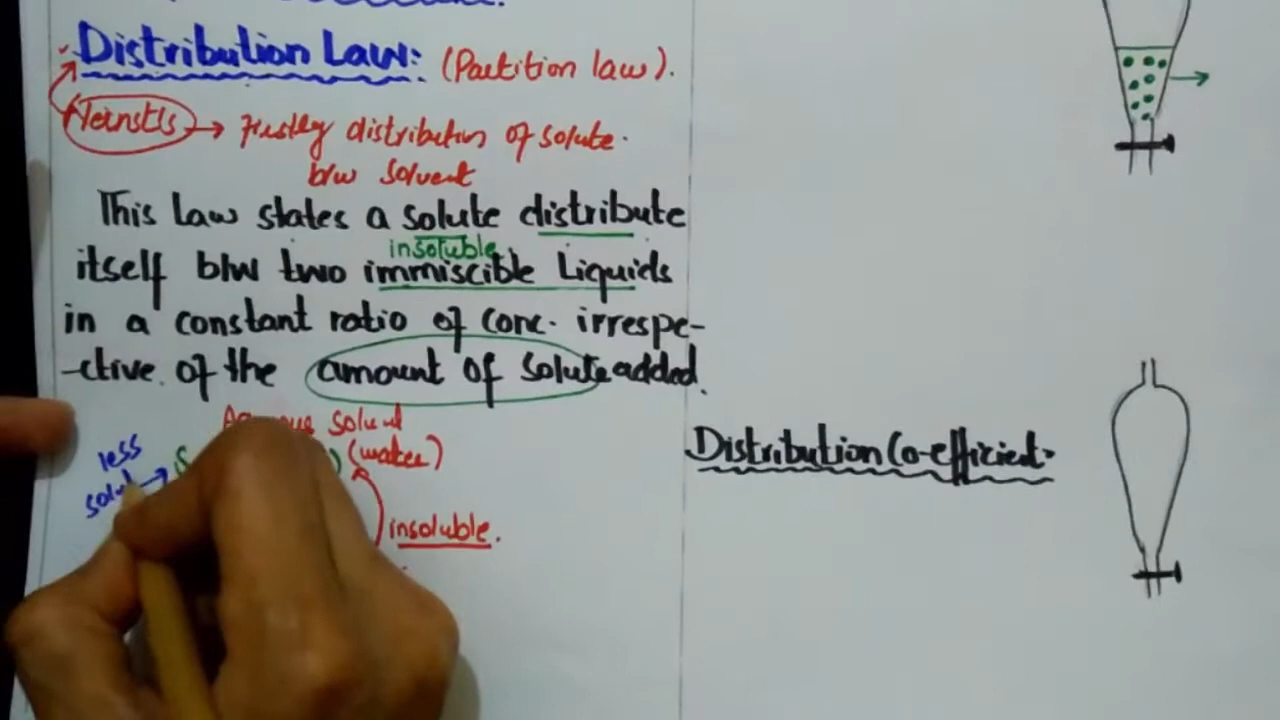 Distribution Law: (Partition law).
→ firstly distribution of solute.
b/w solvent
This Law states a solute distribute
insoluble
itself b/w two immiscible Liquids
in a constant ratio of conc. irrespe-
-ctive of the amount of solute added.
solvent
less
(water)
insoluble.
Distribution Co-efficient